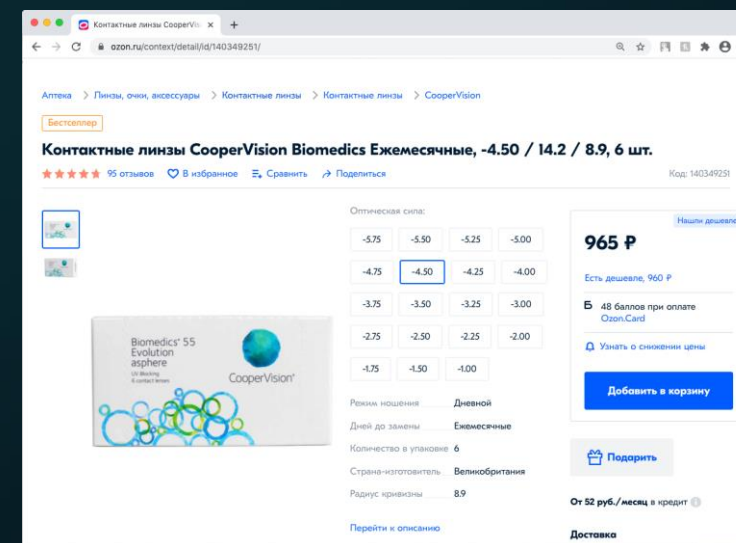 Контактные линзы CooperVisi
ozon.ru/context/detail/id/140349251/
Аптека > Линзы, очки, аксессуары > Контактные линзы > Контактные линзы > CooperVision
Бестселлер
Контактные линзы CooperVision Biomedics Ежемесячные, -4.50 / 14.2 / 8.9, 6 шт.
95 отзывов В избранное Сравнить Поделиться
Код: 140349251
Оптическая сила:
-5.75 -5.50 -5.25 -5.00
-4.75 -4.50 -4.25 -4.00
-3.75 -3.50 -3.25 -3.00
-2.75 -2.50 -2.25 -2.00
-1.75 -1.50 -1.00
Режим ношения Дневной
Дней до замены Ежемесячные
Количество в упаковке 6
Страна-изготовитель Великобритания
Радиус кривизны 8.9
Перейти к описанию
Biomedics® 55
Evolution
asphere
UV Blocking
6 contact lenses
CooperVision®
Нашли дешевле
965 ₽
Есть дешевле, 960 ₽
Б 48 баллов при оплате
Ozon.Card
Узнать о снижении цены
Добавить в корзину
Подарить
От 52 руб./месяц в кредит
Доставка